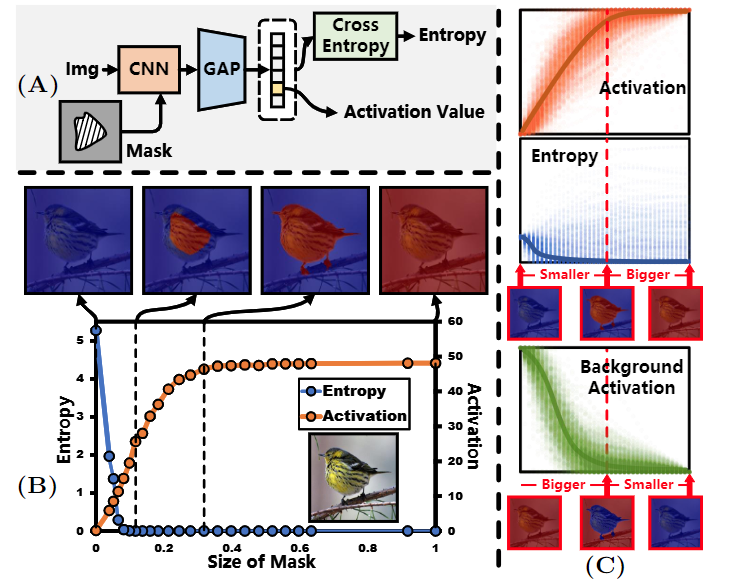 (A)
Img
CNN
GAP
Cross
Entropy
Entropy
Activation Value
Mask
(B)
Entropy
5
4
3
2
1
0
60
50
40
30
20
10
0
Activation
Entropy
Activation
0
0.2
0.4
0.6
0.8
1
Size of Mask
Activation
Entropy
Smaller
Bigger
Background
Activation
Bigger
Smaller
(C)